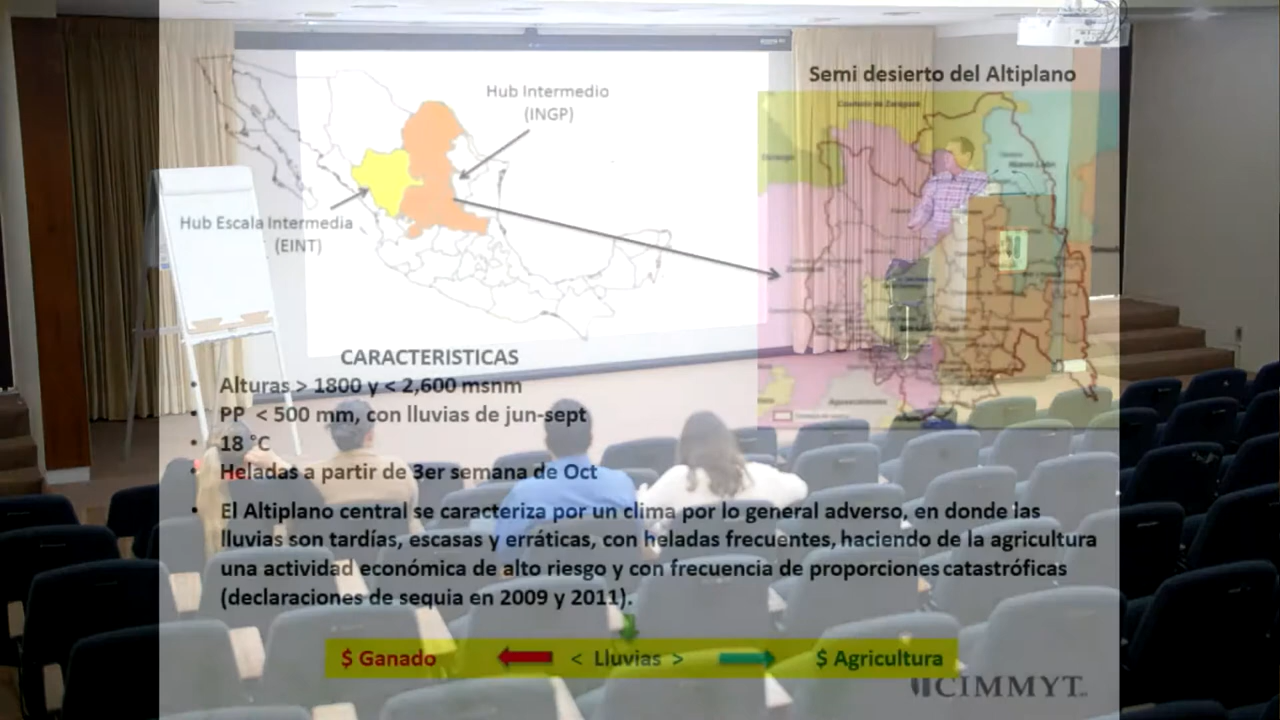 Semi desierto del Altiplano
Hub Intermedio
(INGP)
Hub Escala Intermedia
(EINT)
CARACTERISTICAS
• Alturas > 1800 y < 2,600 msnm
• PP < 500 mm, con lluvias de jun-sept
• 18 °C
• Heladas a partir de 3er semana de Oct
• El Altiplano central se caracteriza por un clima por lo general adverso, en donde las
lluvias son tardías, escasas y erráticas, con heladas frecuentes, haciendo de la agricultura
una actividad económica de alto riesgo y con frecuencia de proporciones catastróficas
(declaraciones de sequia en 2009 y 2011).
$ Ganado < Lluvias > $ Agricultura
CIMMYT